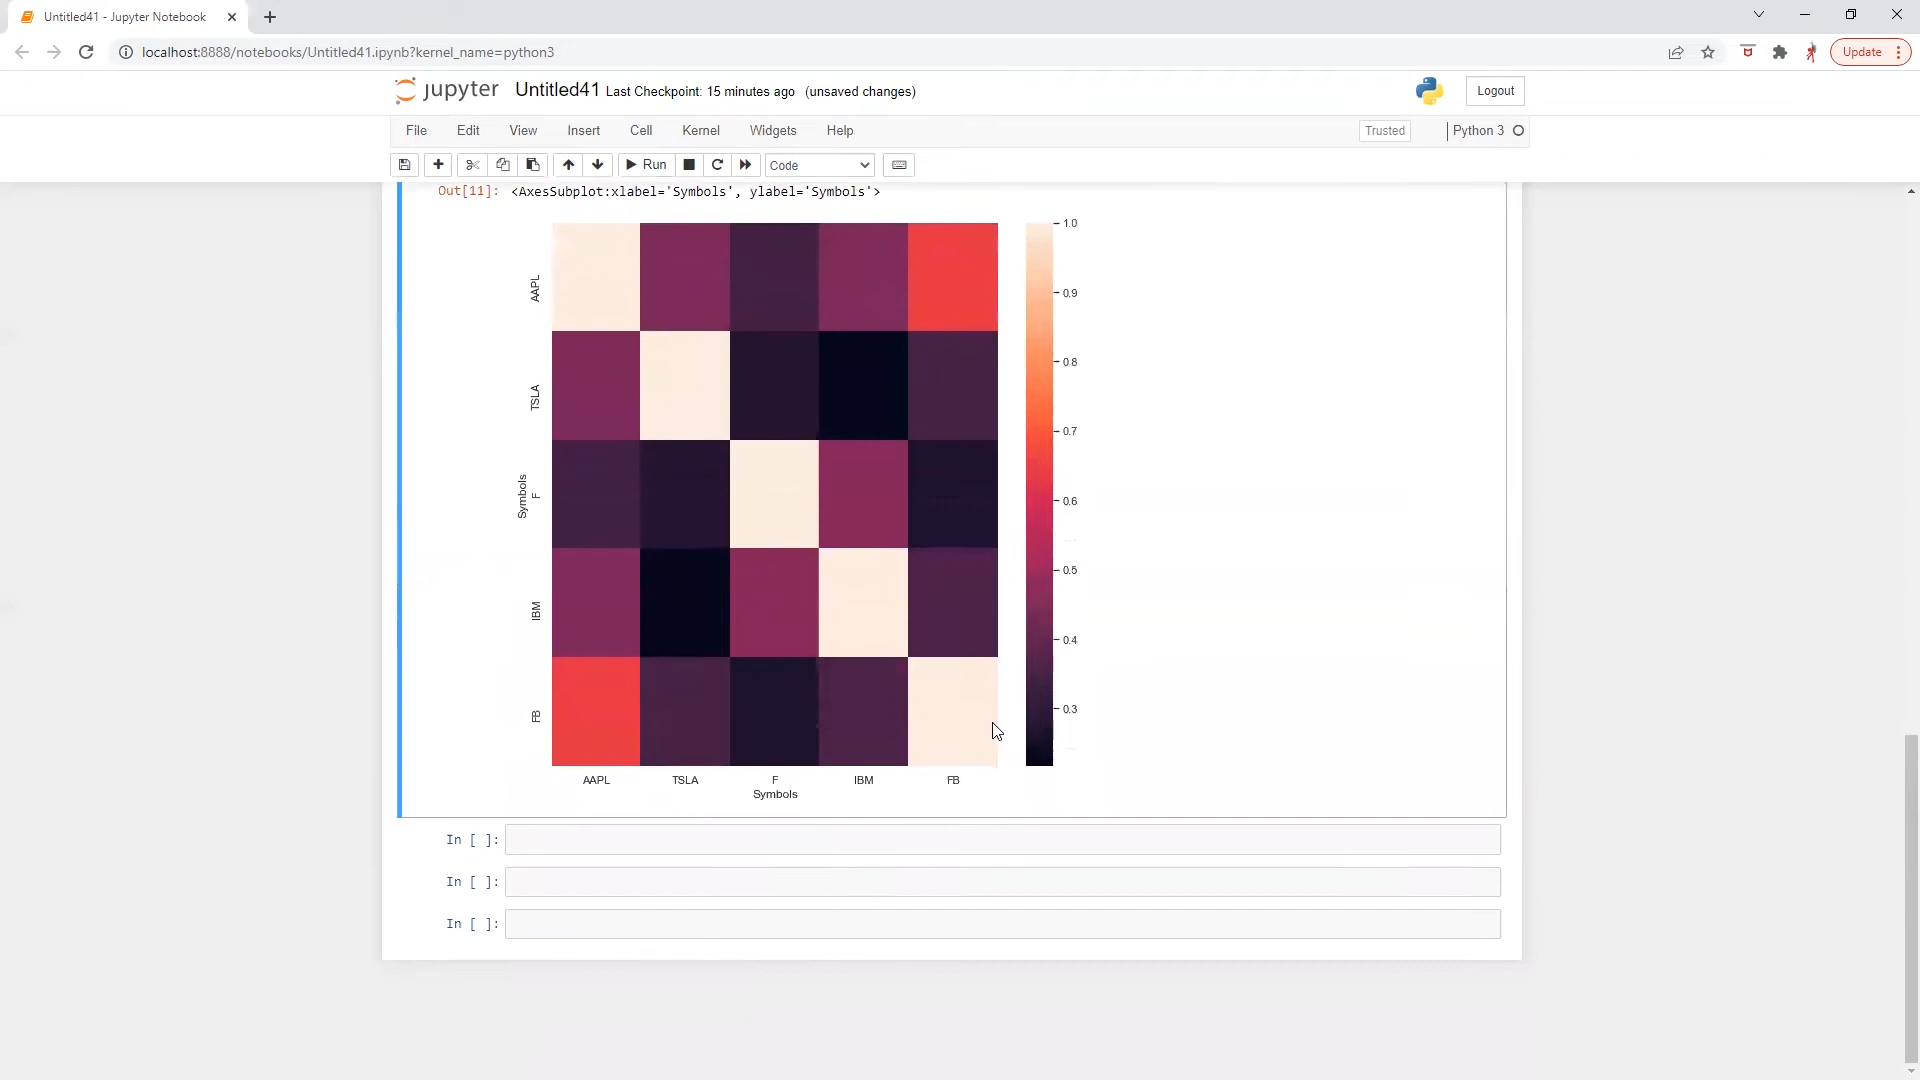 Untitled41 - Jupyter Notebook
localhost:8888/notebooks/Untitled41.ipynb?kernel_name=python3
Update
jupyter Untitled41 Last Checkpoint: 15 minutes ago (unsaved changes)
Logout
File Edit View Insert Cell Kernel Widgets Help
Trusted
Python 3
Run
Code
Out[11]: <AxesSubplot:xlabel='Symbols', ylabel='Symbols'>
AAPL
TSLA
F
IBM
FB
Symbols
AAPL TSLA F IBM FB
Symbols
1.0
0.9
0.8
0.7
0.6
0.5
0.4
0.3
In [ ]:
In [ ]:
In [ ]: